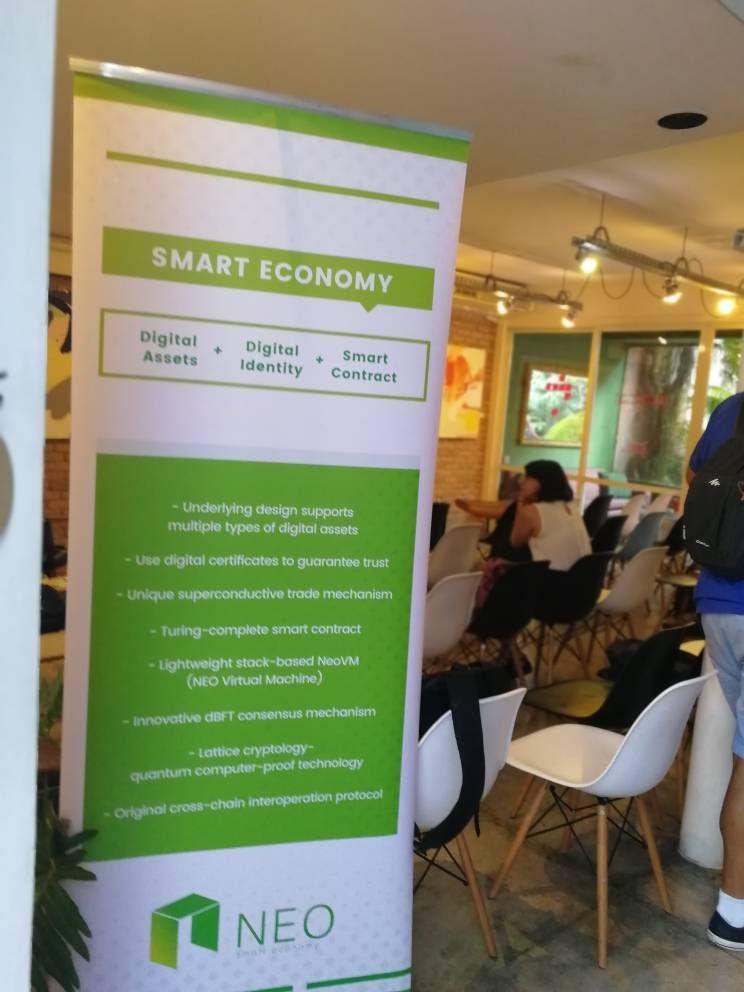 SMART ECONOMY
Digital Assets + Digital Identity + Smart Contract
- Underlying design supports
multiple types of digital assets
- Use digital certificates to guarantee trust
- Unique superconductive trade mechanism
- Turing-complete smart contract
- Lightweight stack-based NeoVM
(NEO Virtual Machine)
- Innovative dBFT consensus mechanism
- Lattice cryptology-
quantum computer-proof technology
- Original cross-chain interoperation protocol
NEO
smart economy